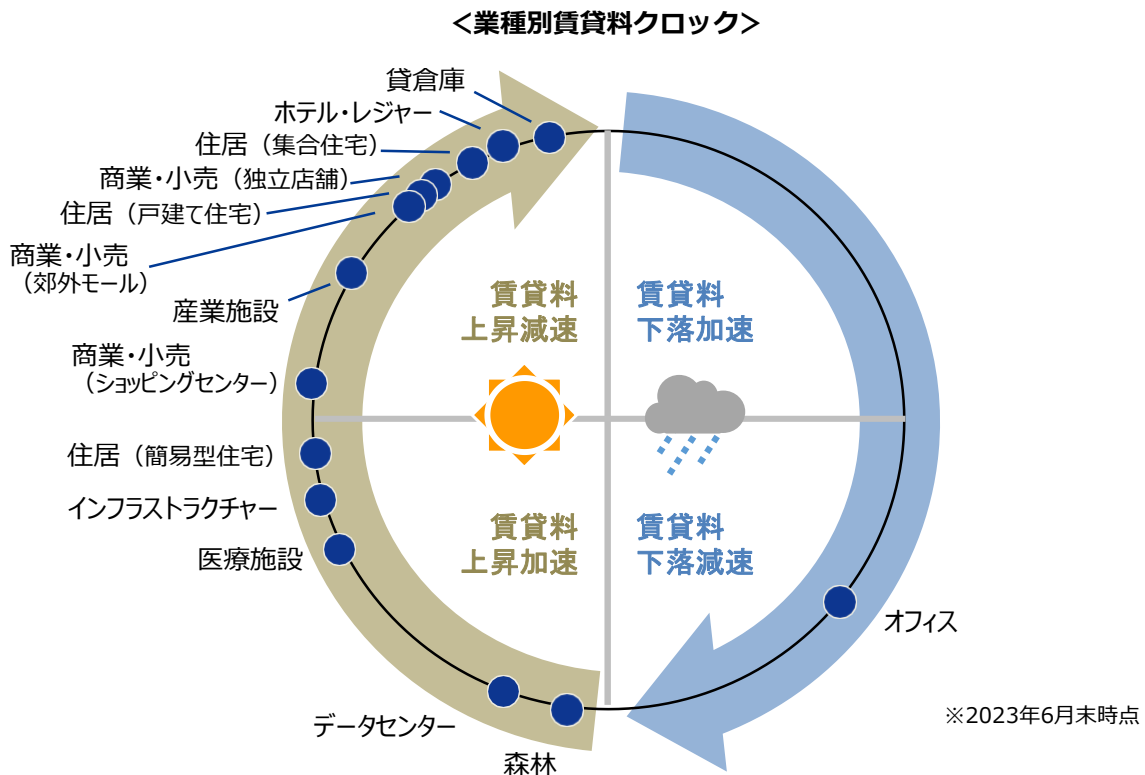 ＜業種別賃貸料クロック＞
貸倉庫
ホテル・レジャー
住居（集合住宅）
商業・小売（独立店舗）
住居（戸建て住宅）
商業・小売
（郊外モール）
産業施設
商業・小売
（ショッピングセンター）
住居（簡易型住宅）
インフラストラクチャー
医療施設
データセンター
森林
賃貸料
上昇減速
賃貸料
下落加速
賃貸料
上昇加速
賃貸料
下落減速
オフィス
※2023年6月末時点